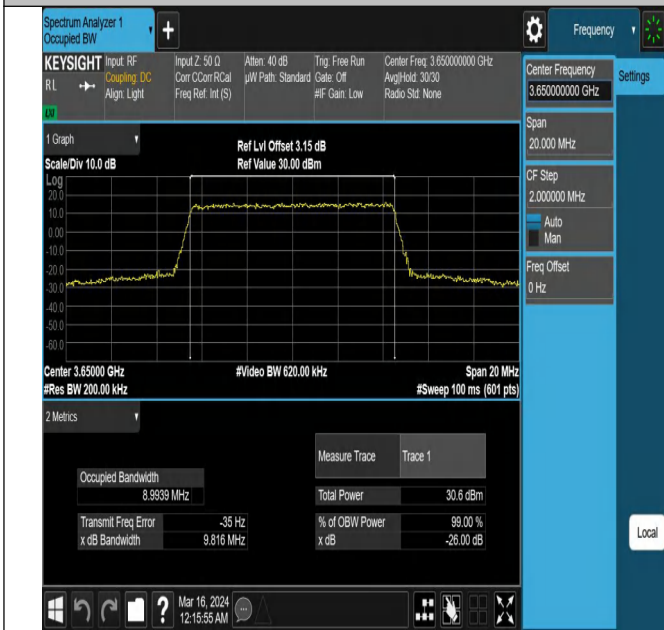 Spectrum Analyzer 1
Occupied BW
Frequency
KEYSIGHT
RL
Input: RF
Coupling: DC
Align: Light
Input Z: 50 Ω
Corr CCorr RCal
Freq Ref: Int (S)
Atten: 40 dB
µW Path: Standard
Trig: Free Run
Gate: Off
#IF Gain: Low
Center Freq: 3.650000000 GHz
Avg|Hold: 30/30
Radio Std: None
Center Frequency
3.650000000 GHz
Settings
Span
20.000 MHz
CF Step
2.000000 MHz
Auto
Man
Freq Offset
0 Hz
1 Graph
Scale/Div 10.0 dB
Ref Lvl Offset 3.15 dB
Ref Value 30.00 dBm
Log
20.0
10.0
0.00
-10.0
-20.0
-30.0
-40.0
-50.0
-60.0
Center 3.65000 GHz
#Video BW 620.00 kHz
Span 20 MHz
#Res BW 200.00 kHz
#Sweep 100 ms (601 pts)
2 Metrics
Measure Trace
Trace 1
Occupied Bandwidth
8.9939 MHz
Total Power
30.6 dBm
Transmit Freq Error
-35 Hz
% of OBW Power
99.00 %
x dB Bandwidth
9.816 MHz
x dB
-26.00 dB
Local
?
Mar 16, 2024
12:15:55 AM